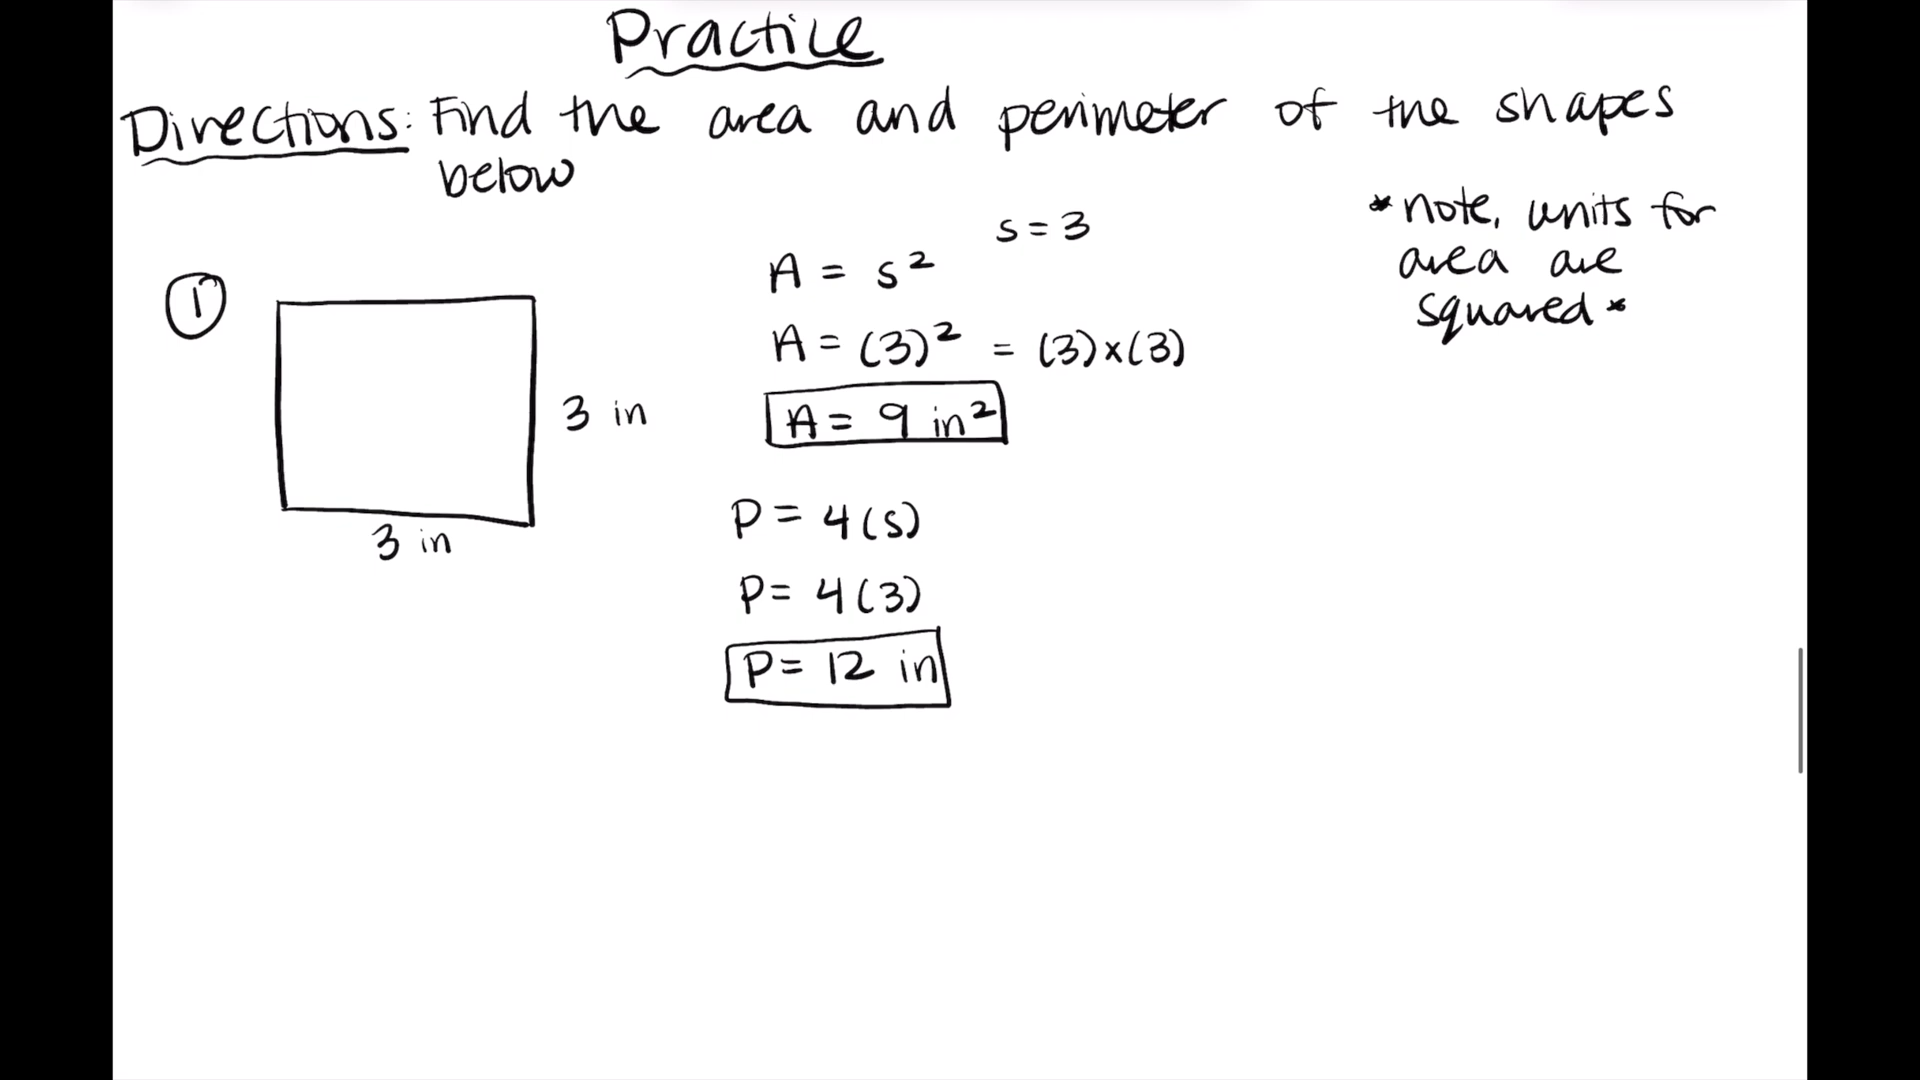 Practice
Directions: Find the area and perimeter of the shapes
below
*note, units for
area are
squared*
①
3 in
3 in
s = 3
A = s²
A = (3)² = (3)×(3)
A = 9 in²
P = 4(s)
P = 4(3)
P = 12 in